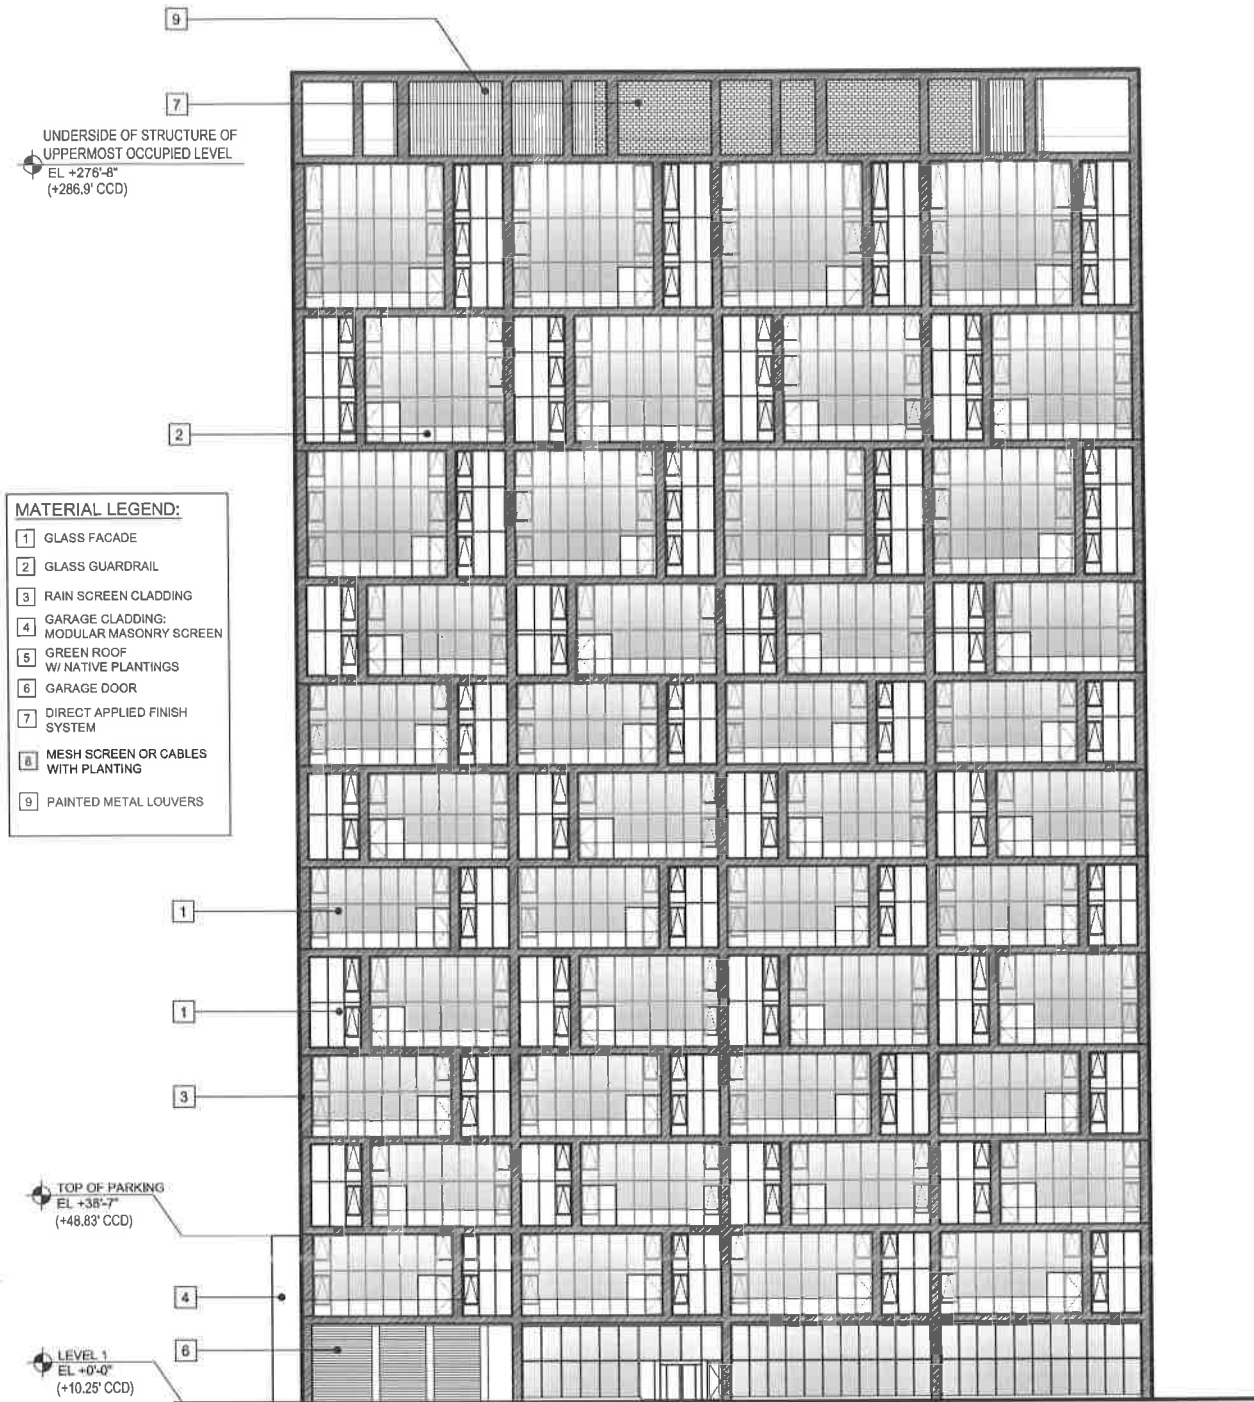 9
7
UNDERSIDE OF STRUCTURE OF
UPPERMOST OCCUPIED LEVEL
EL +276'-8"
(+286.9' CCD)
2
MATERIAL LEGEND:
1 GLASS FACADE
2 GLASS GUARDRAIL
3 RAIN SCREEN CLADDING
4 GARAGE CLADDING:
MODULAR MASONRY SCREEN
5 GREEN ROOF
W/ NATIVE PLANTINGS
6 GARAGE DOOR
7 DIRECT APPLIED FINISH
SYSTEM
8 MESH SCREEN OR CABLES
WITH PLANTING
9 PAINTED METAL LOUVERS
1
1
3
TOP OF PARKING
EL +38'-7"
(+48.83' CCD)
4
6
LEVEL 1
EL +0'-0"
(+10.25' CCD)